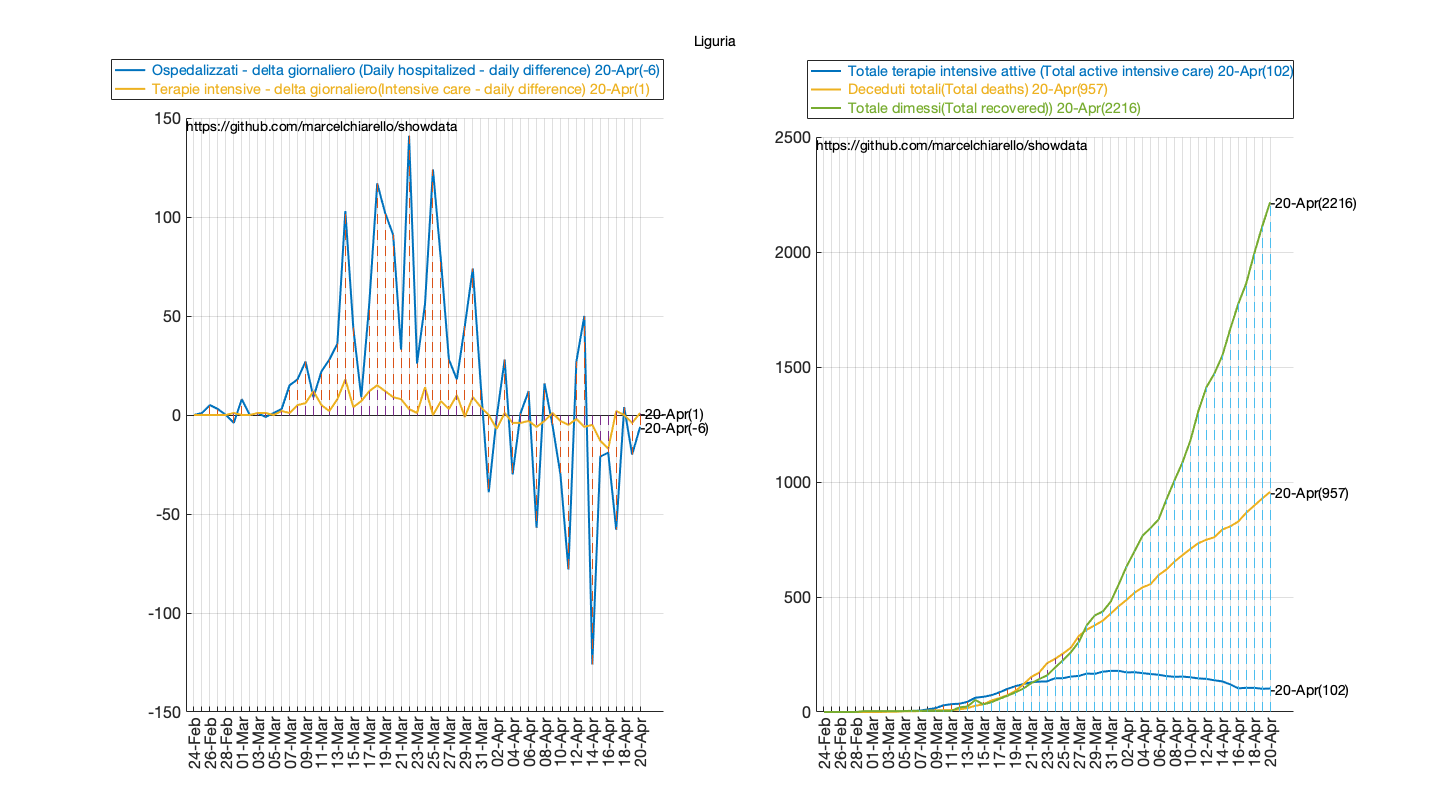 Liguria
Ospedalizzati - delta giornaliero (Daily hospitalized - daily difference) 20-Apr(-6)
Terapie intensive - delta giornaliero(Intensive care - daily difference) 20-Apr(1)
150
https://github.com/marcelchiarello/showdata
100
50
0
-50
-100
-150
20-Apr(1)
20-Apr(-6)
24-Feb
26-Feb
28-Feb
01-Mar
03-Mar
05-Mar
07-Mar
09-Mar
11-Mar
13-Mar
15-Mar
17-Mar
19-Mar
21-Mar
23-Mar
25-Mar
27-Mar
29-Mar
31-Mar
02-Apr
04-Apr
06-Apr
08-Apr
10-Apr
12-Apr
14-Apr
16-Apr
18-Apr
20-Apr
Totale terapie intensive attive (Total active intensive care) 20-Apr(102)
Deceduti totali(Total deaths) 20-Apr(957)
Totale dimessi(Total recovered)) 20-Apr(2216)
2500
https://github.com/marcelchiarello/showdata
2000
1500
1000
500
0
20-Apr(2216)
20-Apr(957)
20-Apr(102)
24-Feb
26-Feb
28-Feb
01-Mar
03-Mar
05-Mar
07-Mar
09-Mar
11-Mar
13-Mar
15-Mar
17-Mar
19-Mar
21-Mar
23-Mar
25-Mar
27-Mar
29-Mar
31-Mar
02-Apr
04-Apr
06-Apr
08-Apr
10-Apr
12-Apr
14-Apr
16-Apr
18-Apr
20-Apr